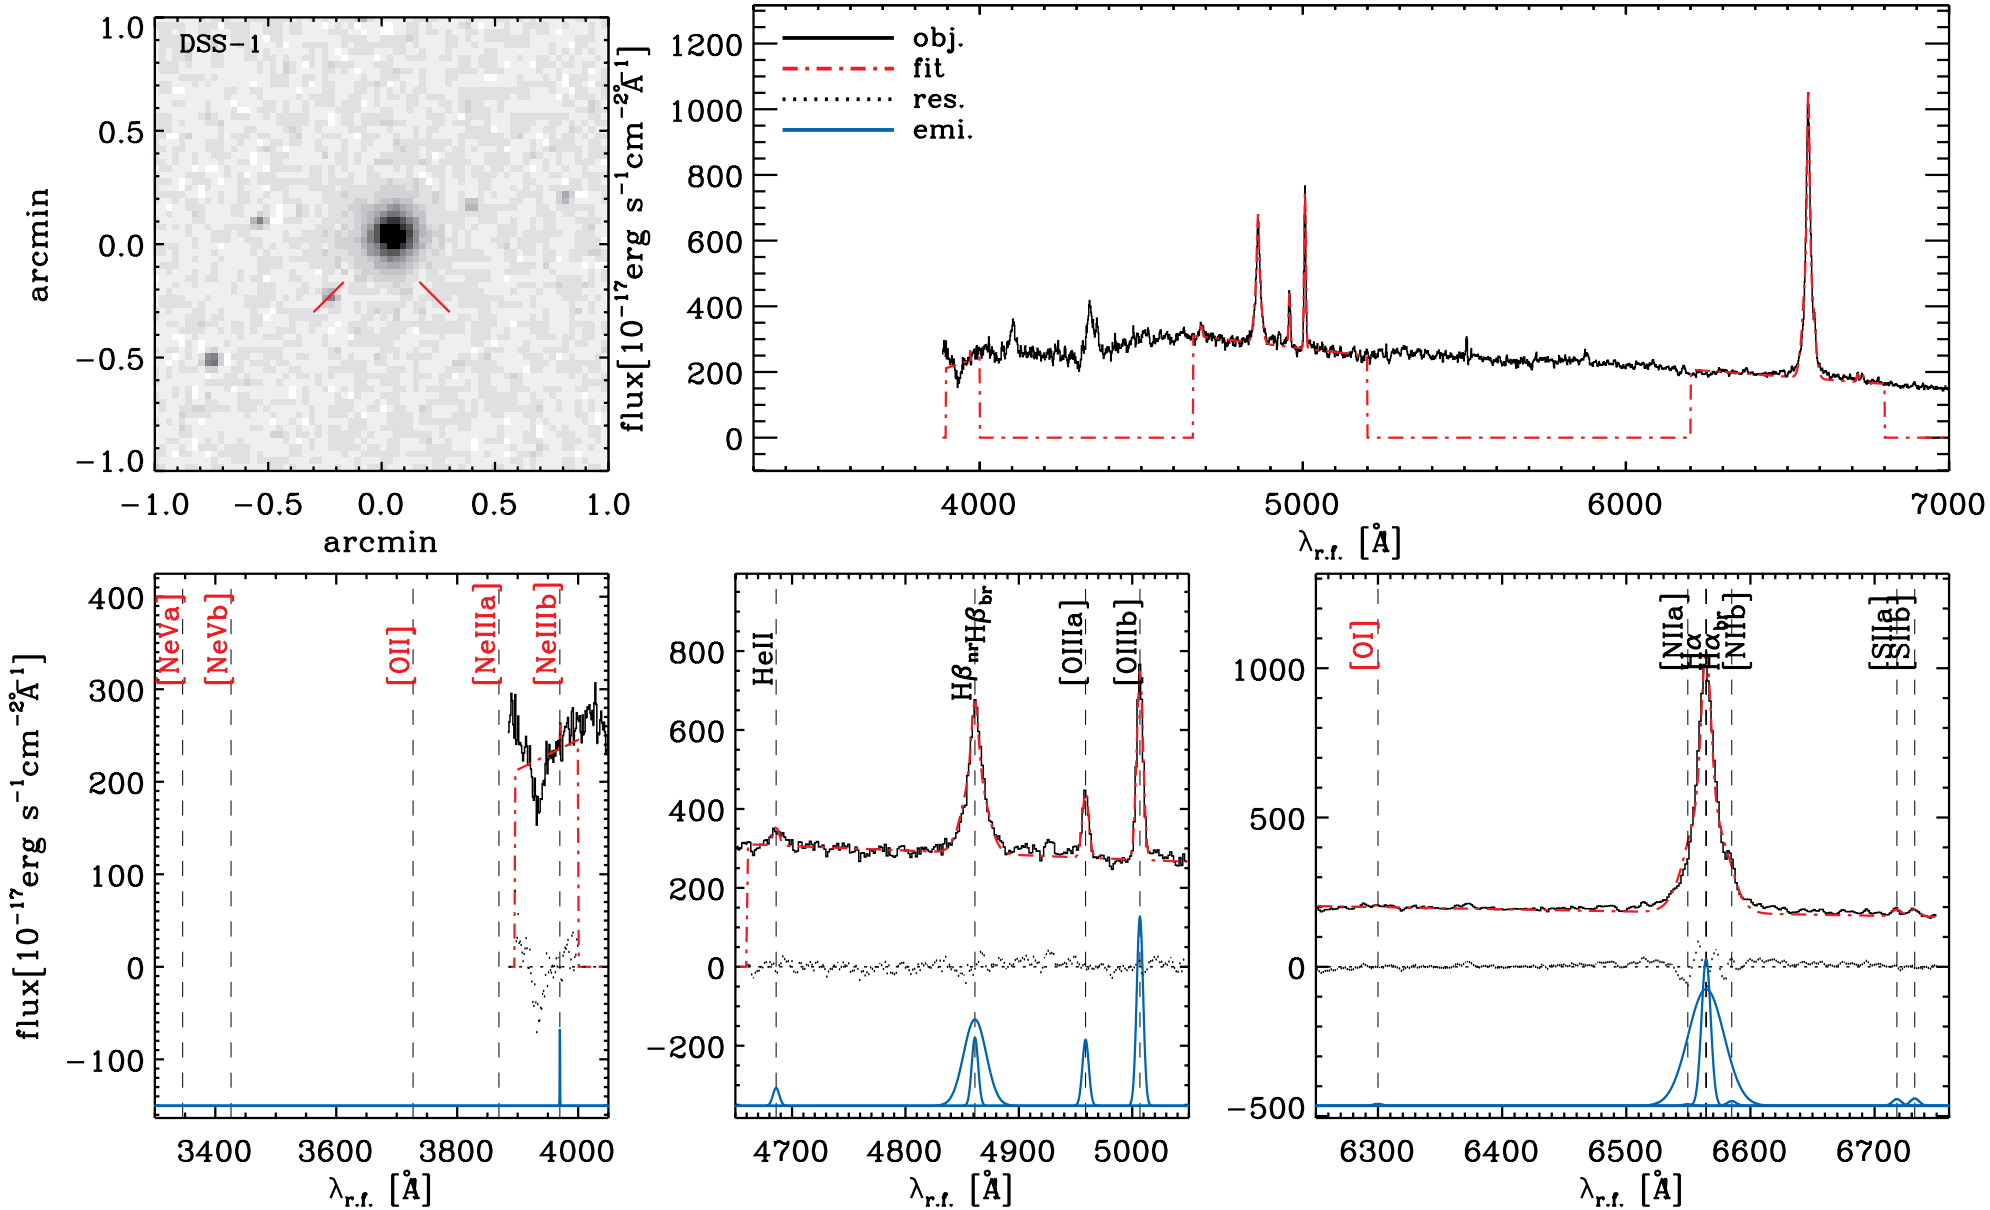 DSS-1
1.0
0.5
0.0
-0.5
-1.0
arcmin
-1.0 -0.5 0.0 0.5 1.0
arcmin
flux[10⁻¹⁷erg s⁻¹cm⁻²Å⁻¹]
1200
1000
800
600
400
200
0
obj.
fit
res.
emi.
4000 5000 6000 7000
λr.f. [Å]
flux[10⁻¹⁷erg s⁻¹cm⁻²Å⁻¹]
400
300
200
100
0
-100
[NeVa] [NeVb] [OII] [NeIIIa] [NeIIIb]
3400 3600 3800 4000
λr.f. [Å]
800
600
400
200
0
-200
HeII Hβnr Hβbr [OIIIa] [OIIIb]
4700 4800 4900 5000
λr.f. [Å]
1000
500
0
-500
[OI] [NIIa] Hα Hαbr [NIIb] [SIIa] [SIIb]
6300 6400 6500 6600 6700
λr.f. [Å]